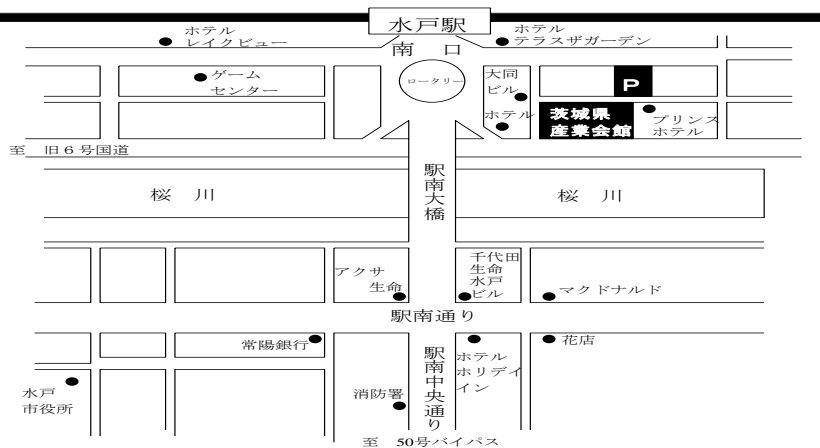 水戸駅
南　口
ホテル
レイクビュー
ホテル
テラスザガーデン
ゲーム
センター
ロータリー
大同
ビル
ホテル
P
茨城県
産業会館
プリンス
ホテル
至　旧６号国道
桜　川
駅南大橋
桜　川
アクサ
生命
千代田
生命
水戸
ビル
マクドナルド
駅南通り
常陽銀行
駅南中央通り
ホテル
ホリデイ
イン
花店
水戸
市役所
消防署
至　50号バイパス